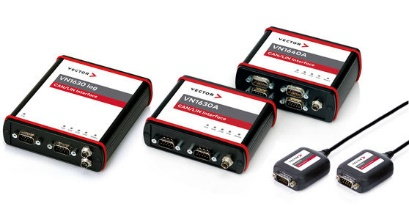 VECTOR
VN1630 log
CAN/LIN Interface
VECTOR
VN1630A
CAN/LIN Interface
VECTOR
VN1640A
CAN/LIN Interface